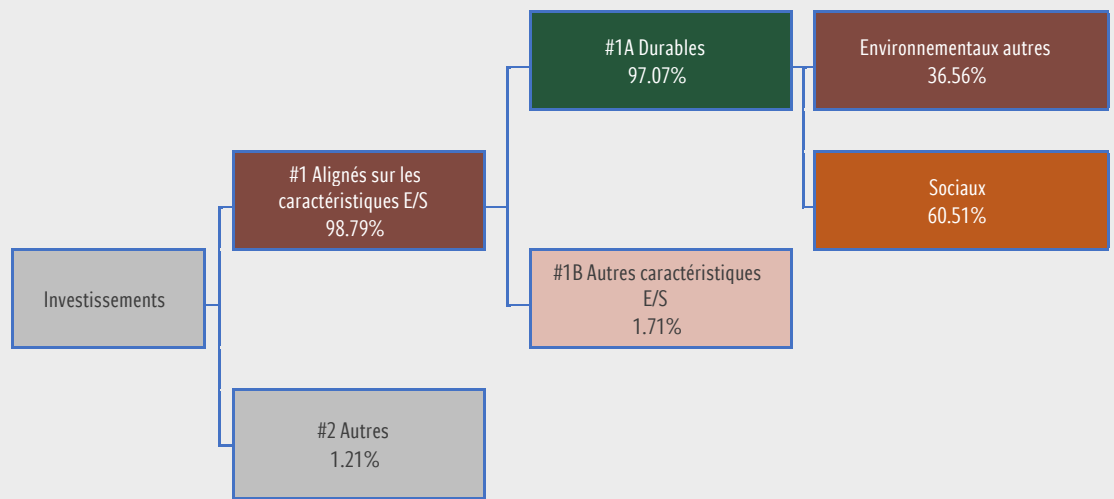 #1A Durables
97.07%
Environnementaux autres
36.56%
#1 Alignés sur les
caractéristiques E/S
98.79%
Sociaux
60.51%
Investissements
#1B Autres caractéristiques
E/S
1.71%
#2 Autres
1.21%